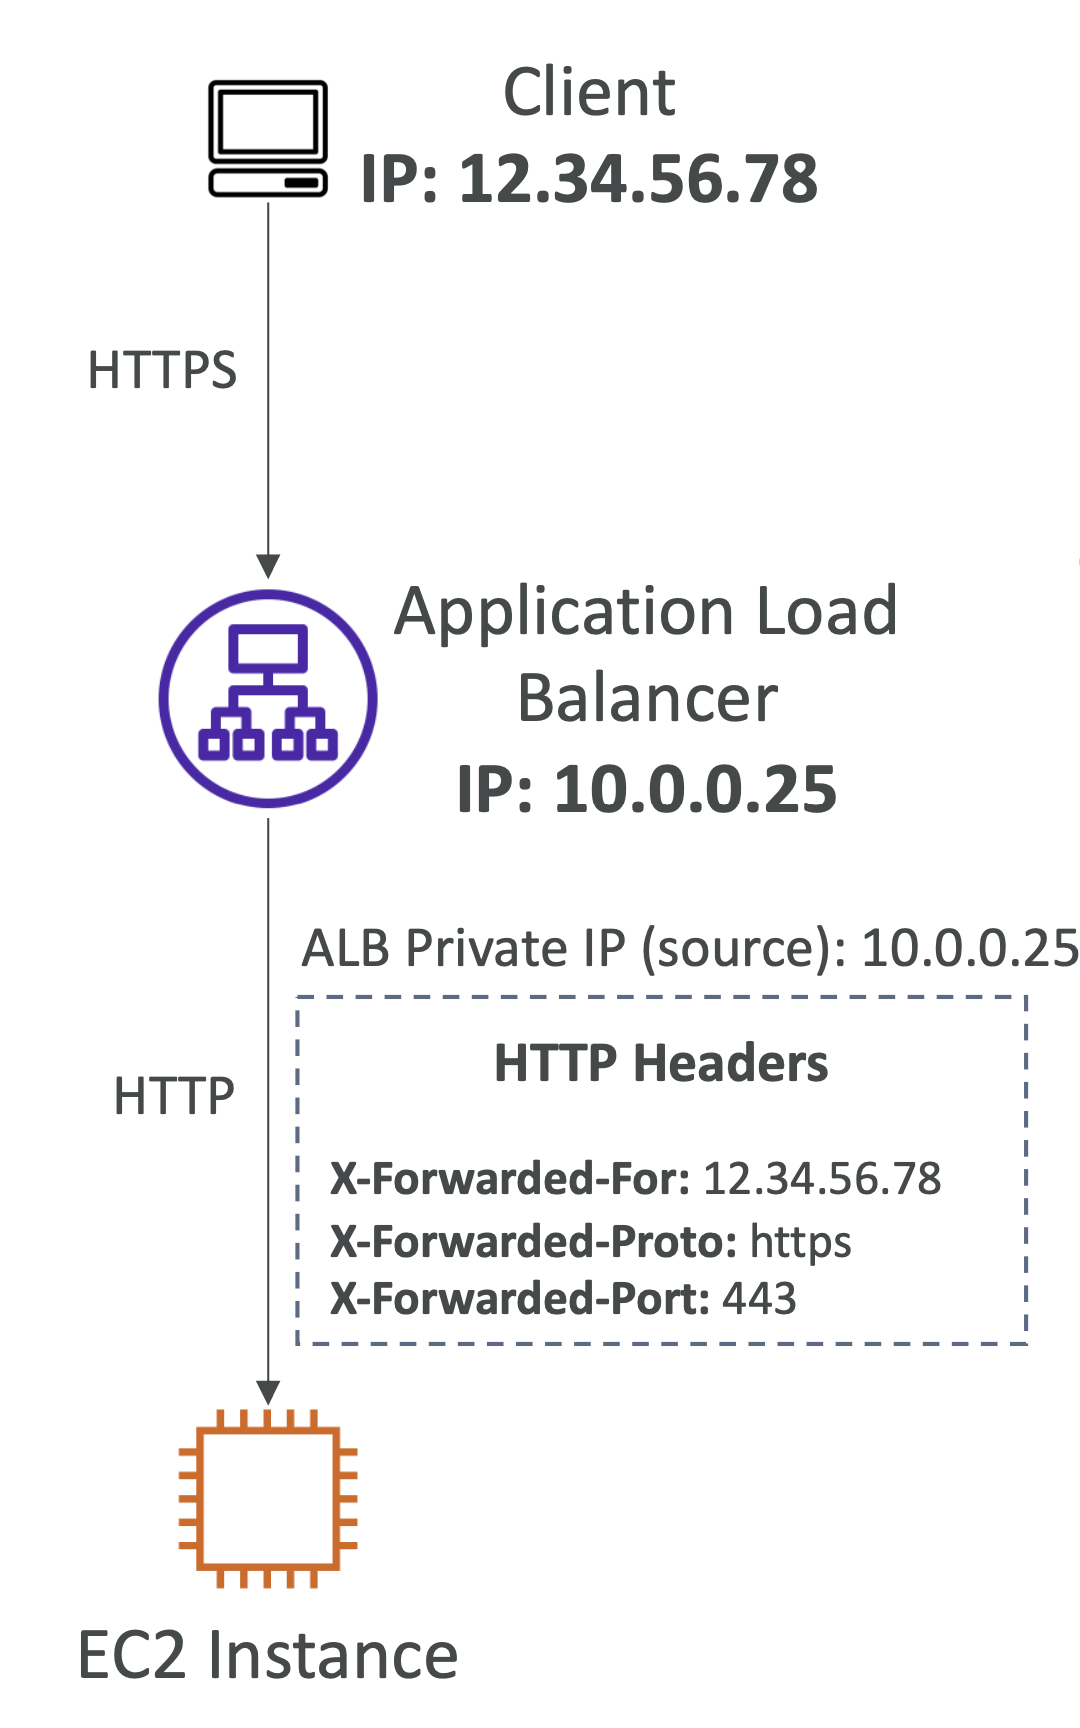 Client
IP: 12.34.56.78
HTTPS
Application Load
Balancer
IP: 10.0.0.25
ALB Private IP (source): 10.0.0.25
HTTP Headers
HTTP
X-Forwarded-For: 12.34.56.78
X-Forwarded-Proto: https
X-Forwarded-Port: 443
EC2 Instance